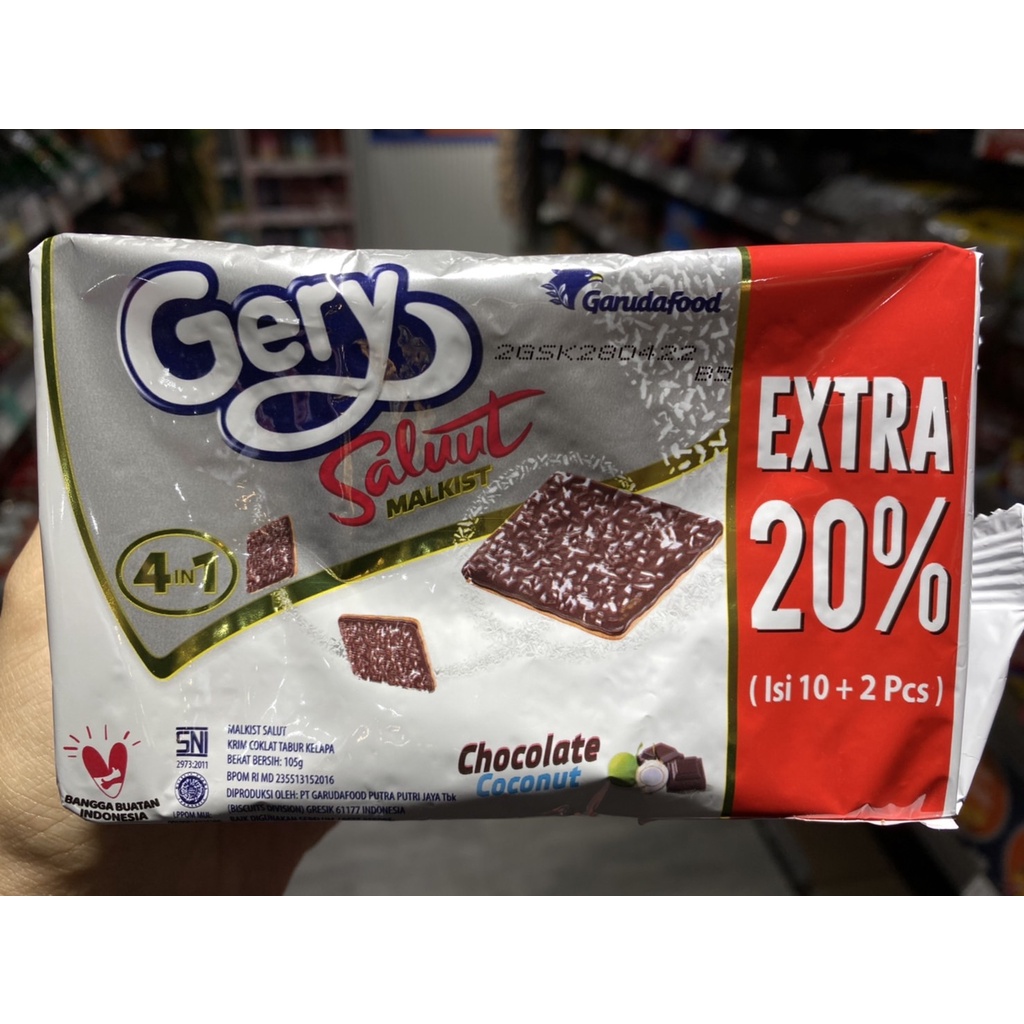 Gery
Saluut
MALKIST
Garudafood
2GSK280422
B5
4 IN 1
EXTRA
20%
( Isi 10 + 2 Pcs )
Chocolate
Coconut
BANGGA BUATAN
INDONESIA
SNI
2973:2011
MALKIST SALUT
KRIM COKLAT TABUR KELAPA
BERAT BERSIH: 105g
BPOM RI MD 235513152016
DIPRODUKSI OLEH: PT GARUDAFOOD PUTRA PUTRI JAYA Tbk
(BISCUITS DIVISION) GRESIK 61177 INDONESIA
LPPOM MUI